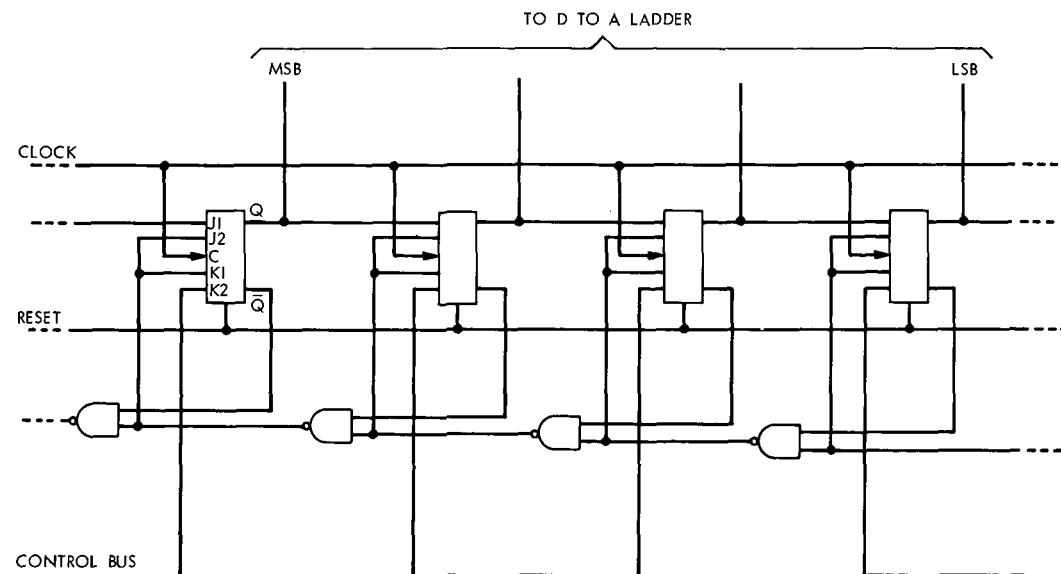 TO D TO A LADDER
MSB
LSB
CLOCK
J1
Q
J2
C
K1
K2
Q̅
RESET
CONTROL BUS